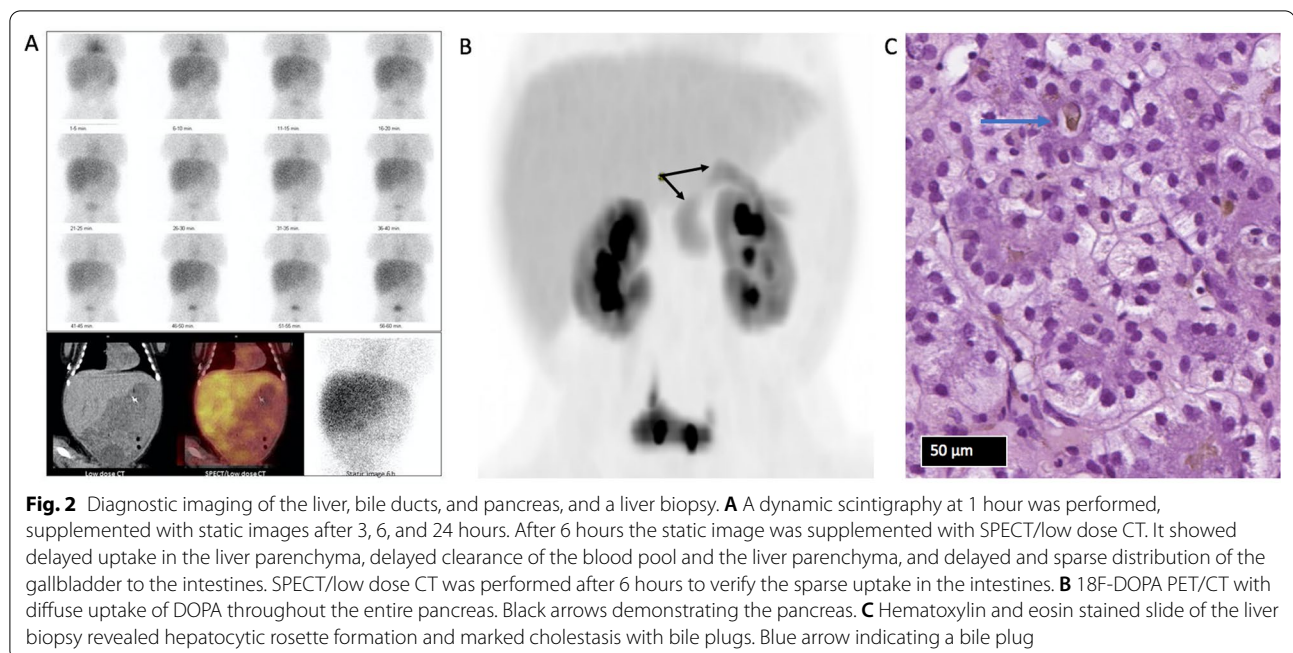 A
B
C
1-5 min.
6-10 min.
11-15 min.
16-20 min.
21-25 min.
26-30 min.
31-35 min.
36-40 min.
41-45 min.
46-50 min.
51-55 min.
56-60 min.
Low dose CT
SPECT/Low dose CT
Static image 6 h
50 µm
Fig. 2 Diagnostic imaging of the liver, bile ducts, and pancreas, and a liver biopsy. A A dynamic scintigraphy at 1 hour was performed,
supplemented with static images after 3, 6, and 24 hours. After 6 hours the static image was supplemented with SPECT/low dose CT. It showed
delayed uptake in the liver parenchyma, delayed clearance of the blood pool and the liver parenchyma, and delayed and sparse distribution of the
gallbladder to the intestines. SPECT/low dose CT was performed after 6 hours to verify the sparse uptake in the intestines. B 18F-DOPA PET/CT with
diffuse uptake of DOPA throughout the entire pancreas. Black arrows demonstrating the pancreas. C Hematoxylin and eosin stained slide of the liver
biopsy revealed hepatocytic rosette formation and marked cholestasis with bile plugs. Blue arrow indicating a bile plug